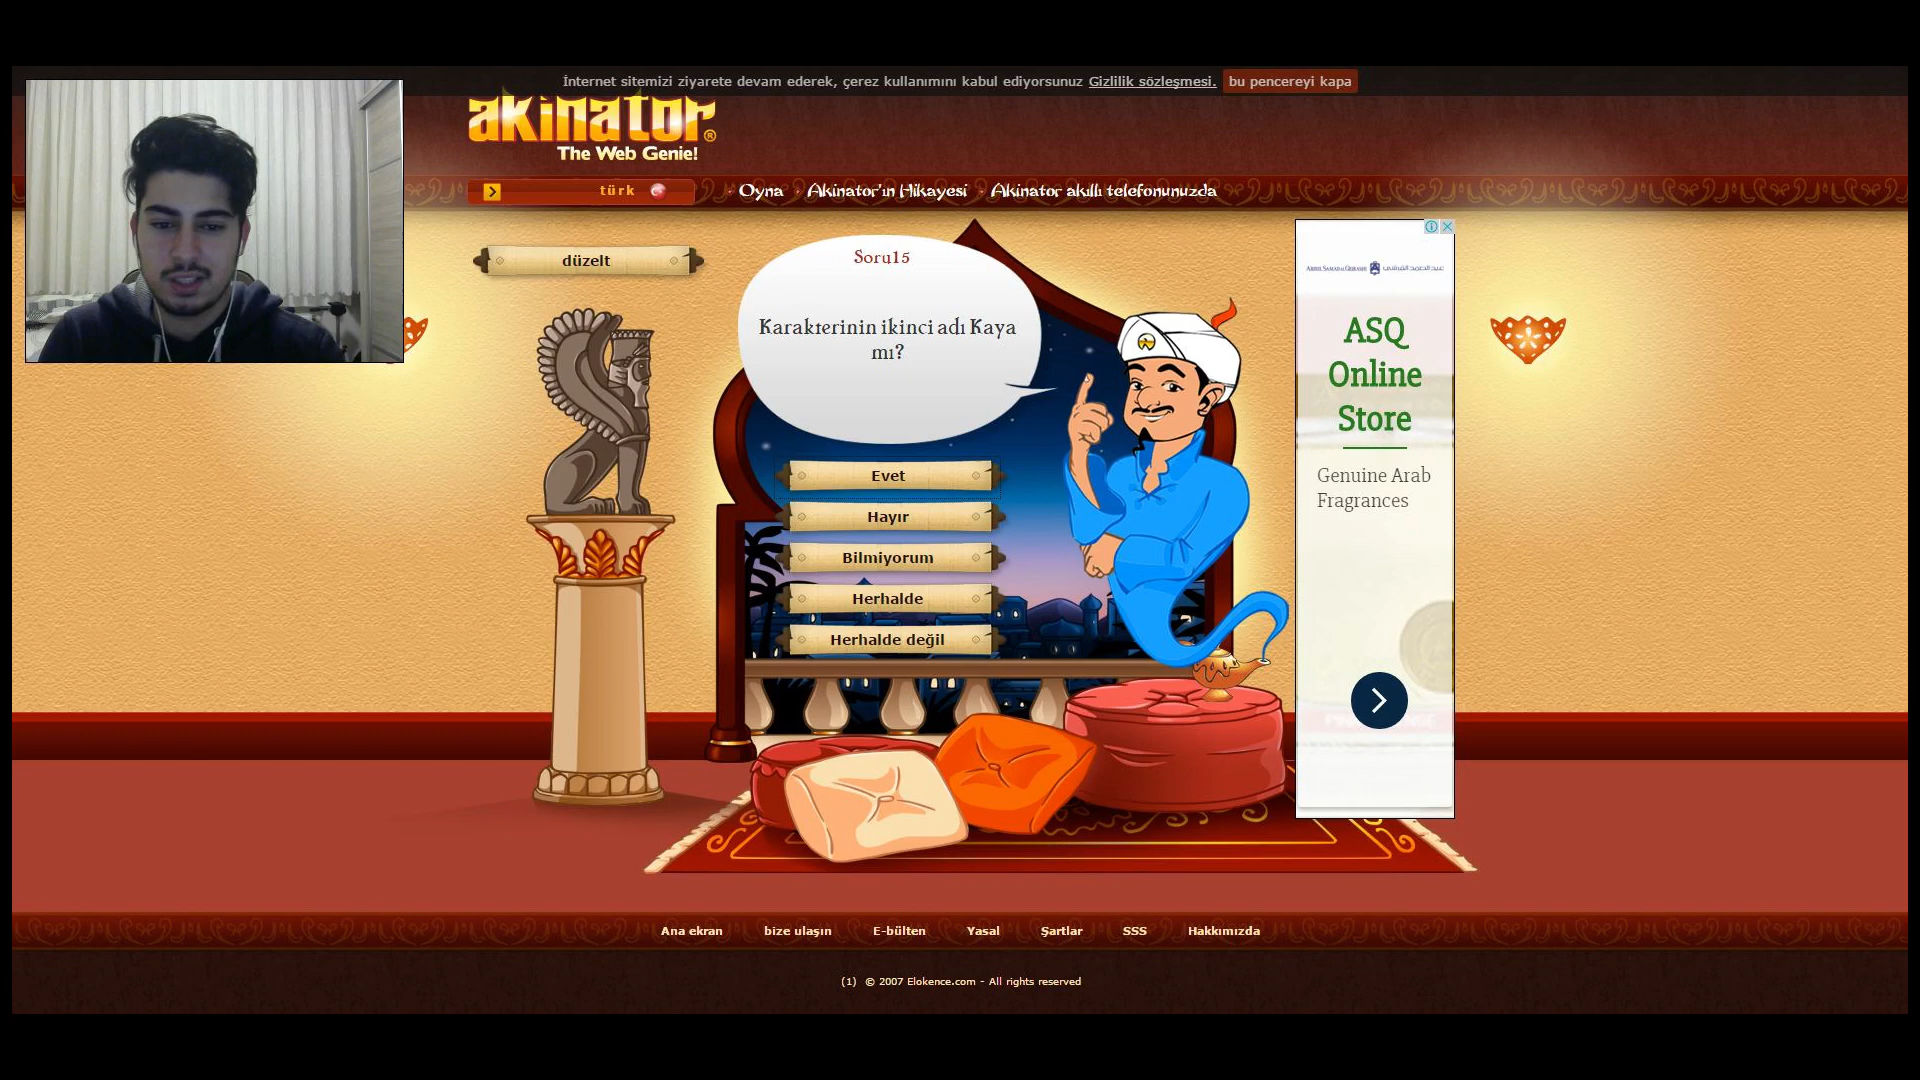 İnternet sitemizi ziyarete devam ederek, çerez kullanımını kabul ediyorsunuz Gizlilik sözleşmesi. bu pencereyi kapa
akinator®
The Web Genie!
türk
Oyna
Akinator'ın Hikayesi
Akinator akıllı telefonunuzda
düzelt
Soru15
Karakterinin ikinci adı Kaya
mı?
Evet
Hayır
Bilmiyorum
Herhalde
Herhalde değil
ASQ
Online
Store
Genuine Arab
Fragrances
Ana ekran
bize ulaşın
E-bülten
Yasal
Şartlar
SSS
Hakkımızda
(1) © 2007 Elokence.com - All rights reserved